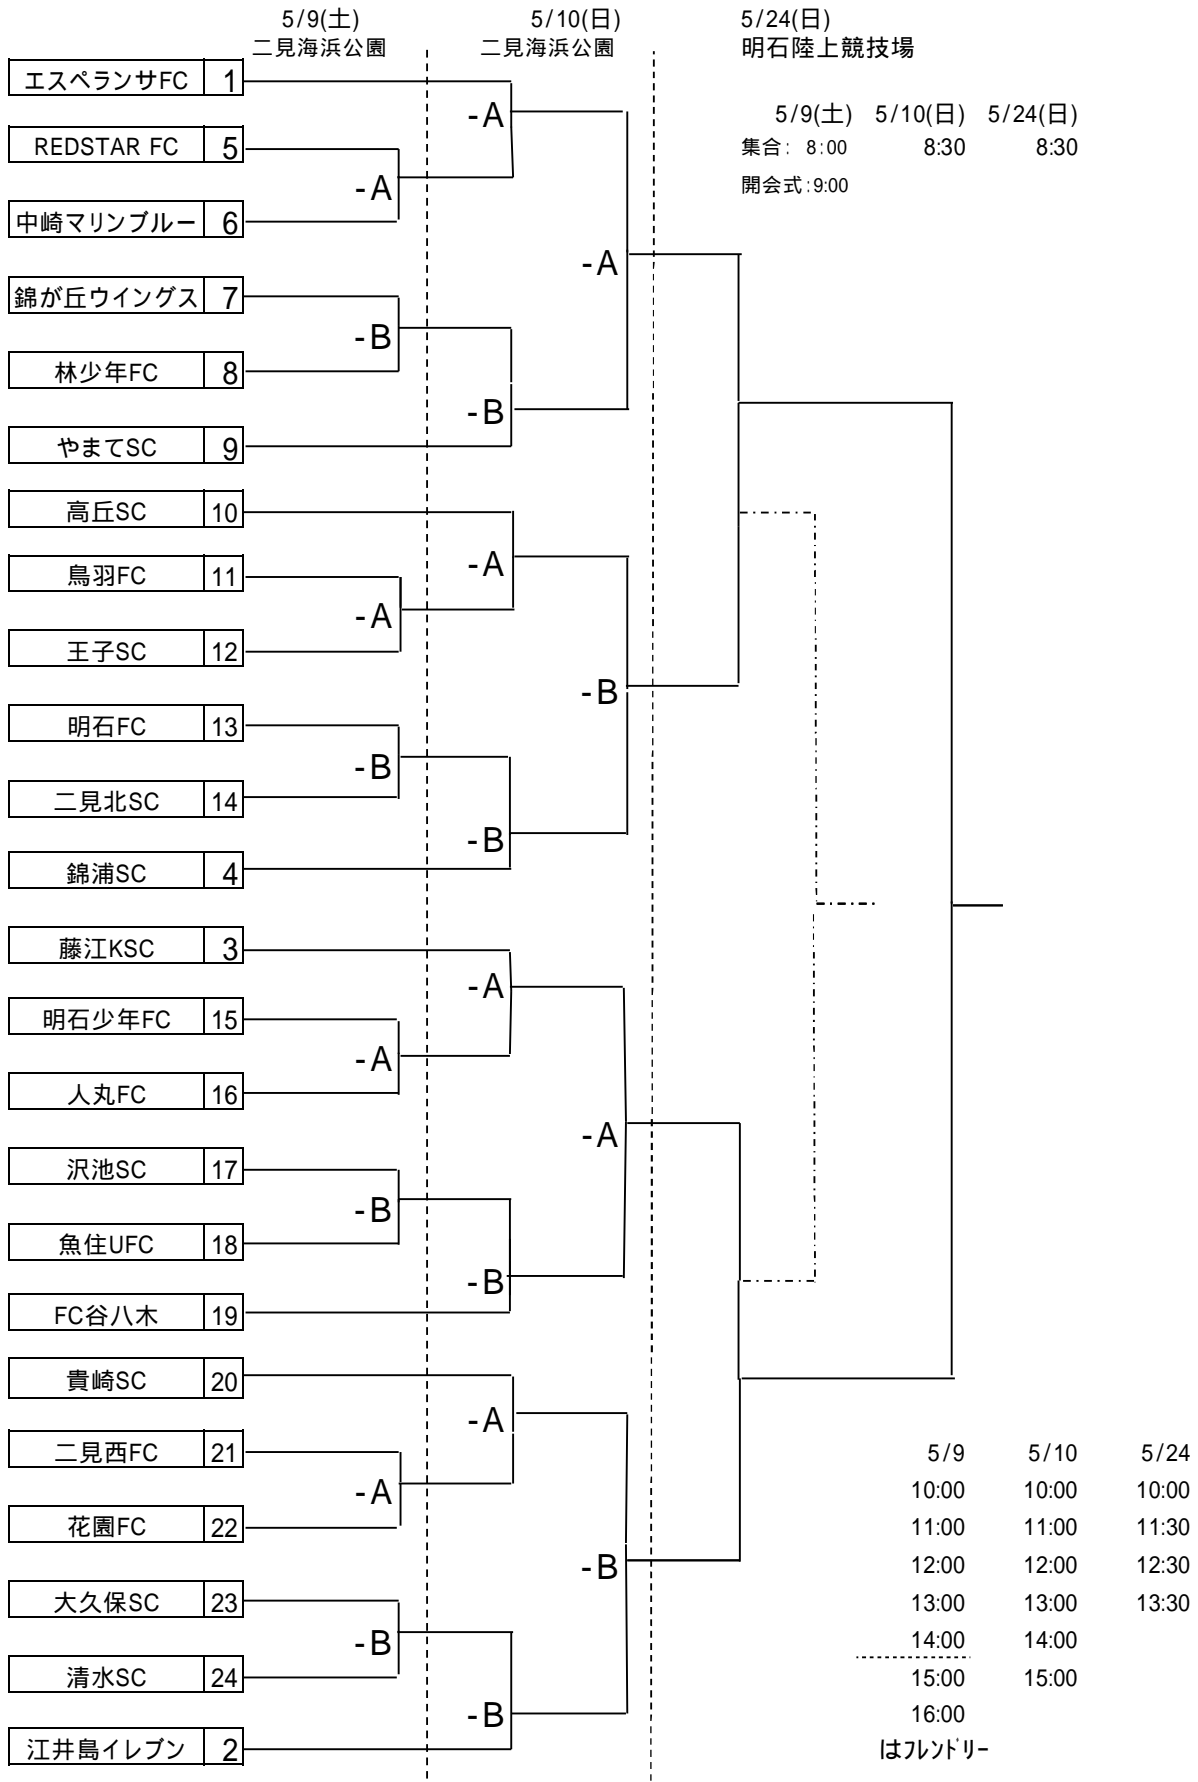 5/9(土) 5/10(日) 5/24(日)
二見海浜公園 二見海浜公園 明石陸上競技場
5/9(土) 5/10(日) 5/24(日)
集合: 8:00 8:30 8:30
開会式:9:00
エスペランサFC 1
-A
REDSTAR FC 5
-A
中崎マリンブルー 6
-A
錦が丘ウイングス 7
-B
林少年FC 8
-B
やまてSC 9
高丘SC 10
-A
鳥羽FC 11
-A
王子SC 12
-B
明石FC 13
-B
二見北SC 14
-B
錦浦SC 4
藤江KSC 3
-A
明石少年FC 15
-A
人丸FC 16
-A
沢池SC 17
-B
魚住UFC 18
-B
FC谷八木 19
貴崎SC 20
-A
二見西FC 21
-A
花園FC 22
-B
大久保SC 23
-B
清水SC 24
-B
江井島イレブン 2
5/9 5/10 5/24
10:00 10:00 10:00
11:00 11:00 11:30
12:00 12:00 12:30
13:00 13:00 13:30
14:00 14:00
15:00 15:00
16:00
はフレンドリー